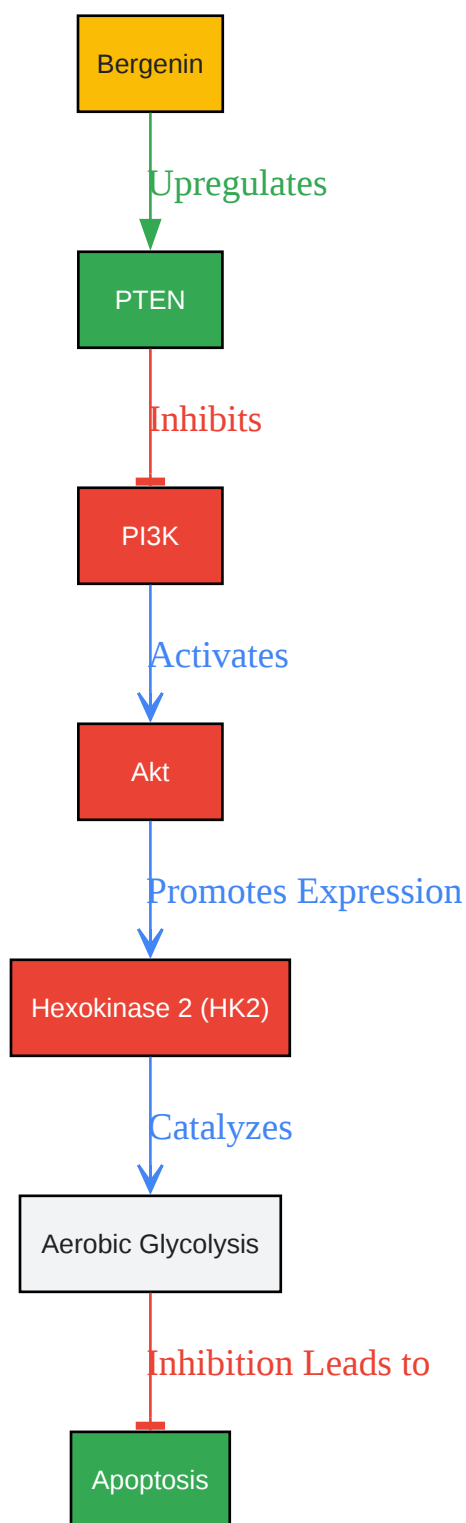 Bergenin
Upregulates
PTEN
Inhibits
PI3K
Activates
Akt
Promotes Expression
Hexokinase 2 (HK2)
Catalyzes
Aerobic Glycolysis
Inhibition Leads to
Apoptosis